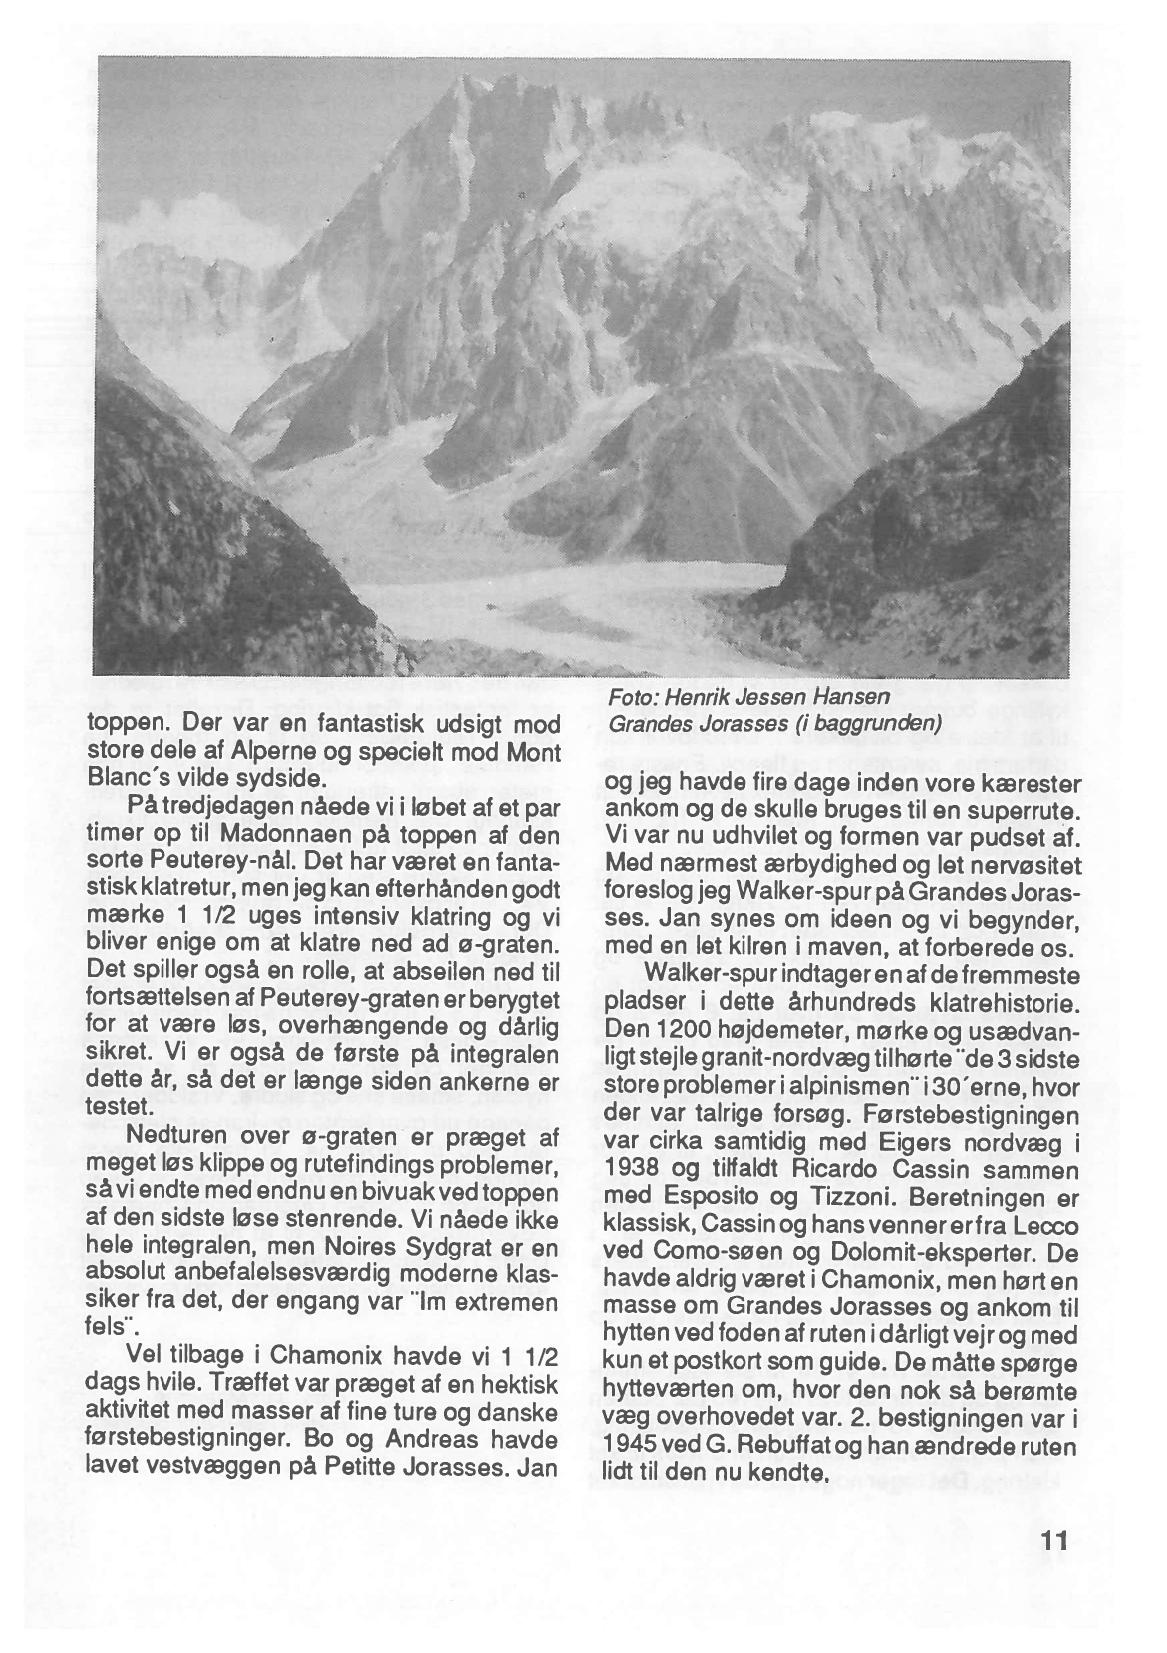 toppen. Der var en fantastisk udsigt mod
store dele af Alperne og specielt mod Mont
Blanc´s vilde sydside.
På tredjedagen nåede vi i løbet af et par
timer op til Madonnaen på toppen af den
sorte Peuterey-nål. Det har været en fanta-
stisk klatretur, men jeg kan efterhånden godt
mærke 1 1/2 uges intensiv klatring og vi
bliver enige om at klatre ned ad ø-graten.
Det spiller også en rolle, at abseilen ned til
fortsættelsen af Peuterey-graten er berygtet
for at være løs, overhængende og dårlig
sikret. Vi er også de første på integralen
dette år, så det er længe siden ankerne er
testet.
Nedturen over ø-graten er præget af
meget løs klippe og rutefindings problemer,
så vi endte med endnu en bivuak ved toppen
af den sidste løse stenrende. Vi nåede ikke
hele integralen, men Noires Sydgrat er en
absolut anbefalelsesværdig moderne klas-
siker fra det, der engang var ¨Im extremen
fels¨.
Vel tilbage i Chamonix havde vi 1 1/2
dags hvile. Træffet var præget af en hektisk
aktivitet med masser af fine ture og danske
førstebestigninger. Bo og Andreas havde
lavet vestvæggen på Petitte Jorasses. Jan
Foto: Henrik Jessen Hansen
Grandes Jorasses (i baggrunden)
og jeg havde fire dage inden vore kærester
ankom og de skulle bruges til en superrute.
Vi var nu udhvilet og formen var pudset af.
Med nærmest ærbydighed og let nervøsitet
foreslog jeg Walker-spur på Grandes Joras-
ses. Jan synes om ideen og vi begynder,
med en let kilren i maven, at forberede os.
Walker-spur indtager en af de fremmeste
pladser i dette århundreds klatrehistorie.
Den 1200 højdemeter, mørke og usædvan-
ligt stejle granit-nordvæg tilhørte ¨de 3 sidste
store problemer i alpinismen¨ i 30´erne, hvor
der var talrige forsøg. Førstebestigningen
var cirka samtidig med Eigers nordvæg i
1938 og tilfaldt Ricardo Cassin sammen
med Esposito og Tizzoni. Beretningen er
klassisk, Cassin og hans venner er fra Lecco
ved Como-søen og Dolomit-eksperter. De
havde aldrig været i Chamonix, men hørt en
masse om Grandes Jorasses og ankom til
hytten ved foden af ruten i dårligt vejr og med
kun et postkort som guide. De måtte spørge
hytteværten om, hvor den nok så berømte
væg overhovedet var. 2. bestigningen var i
1945 ved G. Rebuffat og han ændrede ruten
lidt til den nu kendte.
11